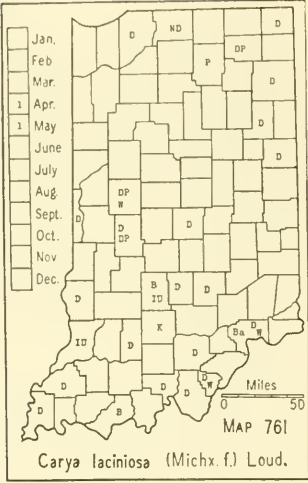 Jan.
Feb
Mar.
1 Apr.
1 May
June
July
Aug.
Sept.
Oct.
Nov
Dec.
D ND D
DP
P
D
D
D
DP
W
D
D
D
DP
B D D
IU
D
K
D W
Ba
IU D
D
D
W
D
D
D
D B
Miles
0 50
MAP 761
Carya laciniosa (Michx. f.) Loud.